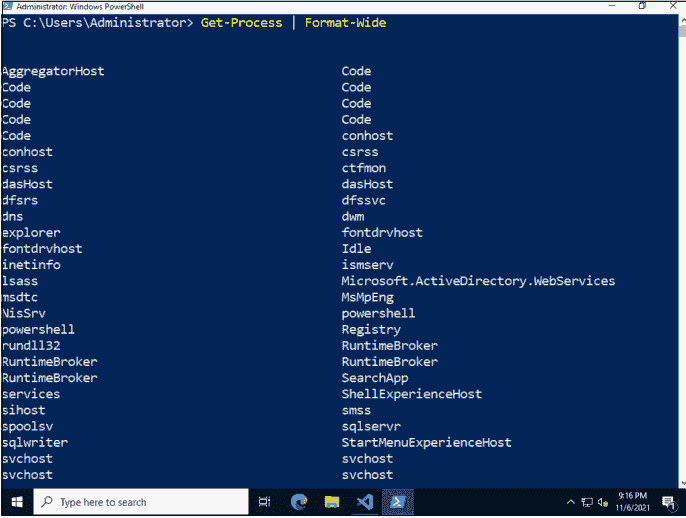 Administrator: Windows PowerShell
PS C:\Users\Administrator> Get-Process | Format-Wide
AggregatorHost Code
Code Code
Code Code
Code Code
Code conhost
conhost csrss
csrss ctfmon
dasHost dasHost
dfsrs dfssvc
dns dwm
explorer fontdrvhost
fontdrvhost Idle
inetinfo ismserv
lsass Microsoft.ActiveDirectory.WebServices
msdtc MsMpEng
NisSrv powershell
powershell Registry
rundll32 RuntimeBroker
RuntimeBroker RuntimeBroker
RuntimeBroker SearchApp
services ShellExperienceHost
sihost smss
spoolsv sqlservr
sqlwriter StartMenuExperienceHost
svchost svchost
svchost svchost
Type here to search
9:16 PM
11/6/2021
1